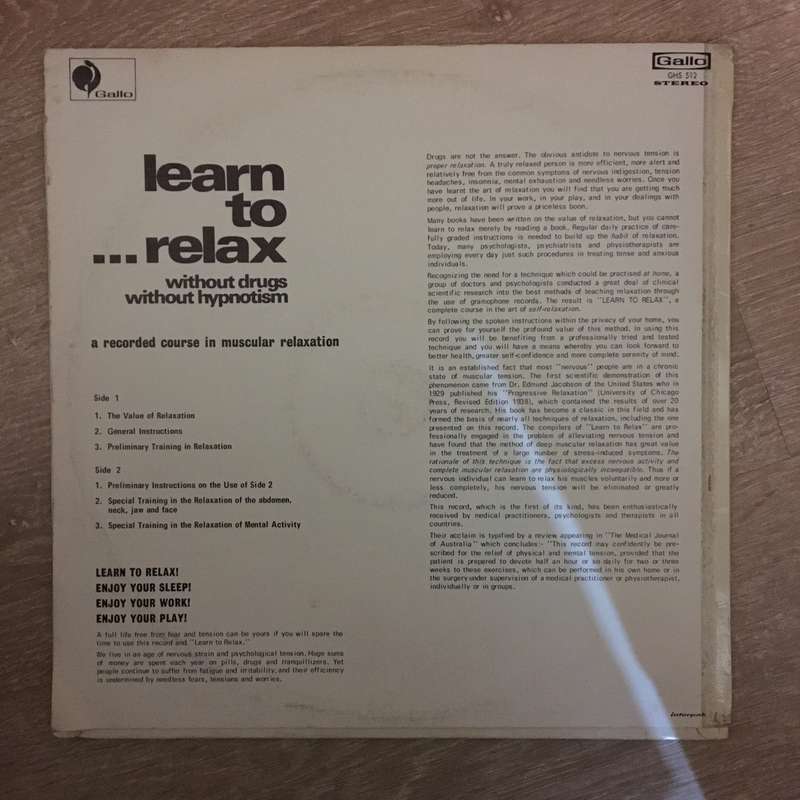 Gallo
Gallo
GHS 512
STEREO
learn
to
... relax
without drugs
without hypnotism
a recorded course in muscular relaxation
Side 1
1. The Value of Relaxation
2. General Instructions
3. Preliminary Training in Relaxation
Side 2
1. Preliminary Instructions on the Use of Side 2
2. Special Training in the Relaxation of the abdomen,
neck, jaw and face
3. Special Training in the Relaxation of Mental Activity
LEARN TO RELAX!
ENJOY YOUR SLEEP!
ENJOY YOUR WORK!
ENJOY YOUR PLAY!
A full life free from fear and tension can be yours if you will spare the
time to use this record and "Learn to Relax."
We live in an age of nervous strain and psychological tension. Huge sums
of money are spent each year on pills, drugs and tranquillizers. Yet
people continue to suffer from fatigue and irritability and their efficiency
is undermined by needless fears, tensions and worries.
Drugs are not the answer. The obvious antidote to nervous tension is
proper relaxation. A truly relaxed person is more efficient, more alert and
relatively free from the common symptoms of nervous indigestion, tension
headaches, insomnia, mental exhaustion and needless worries. Once you
have learnt the art of relaxation you will find that you are getting much
more out of life. In your work, in your play, and in your dealings with
people, relaxation will prove a priceless boon.
Many books have been written on the value of relaxation, but you cannot
learn to relax merely by reading a book. Regular daily practice of care-
fully graded instructions is needed to build up the habit of relaxation.
Today, many psychologists, psychiatrists and physiotherapists are
employing every day just such procedures in treating tense and anxious
individuals.
Recognizing the need for a technique which could be practised at home, a
group of doctors and psychologists conducted a great deal of clinical
scientific research into the best methods of teaching relaxation through
the use of gramophone records. The result is "LEARN TO RELAX", a
complete course in the art of self-relaxation.
By following the spoken instructions within the privacy of your home, you
can prove for yourself the profound value of this method. In using this
record you will be benefiting from a professionally tried and tested
technique and you will have a means whereby you can look forward to
better health, greater self-confidence and more complete serenity of mind.
It is an established fact that most "nervous" people are in a chronic
state of muscular tension. The first scientific demonstration of this
phenomenon came from Dr. Edmund Jacobson of the United States who in
1929 published his "Progressive Relaxation" (University of Chicago
Press, Revised Edition 1938), which contained the results of over 20
years of research. His book has become a classic in this field and has
formed the basis of nearly all techniques of relaxation, including the one
presented on this record. The compilers of "Learn to Relax" are pro-
fessionally engaged in the problem of alleviating nervous tension and
have found that the method of deep muscular relaxation has great value
in the treatment of a large number of stress-induced symptoms. The
rationale of this technique is the fact that excess nervous activity and
complete muscular relaxation are physiologically incompatible. Thus if a
nervous individual can learn to relax his muscles voluntarily and more or
less completely, his nervous tension will be eliminated or greatly
reduced.
This record, which is the first of its kind, has been enthusiastically
received by medical practitioners, psychologists and therapists in all
countries.
Their acclaim is typified by a review appearing in "The Medical Journal
of Australia" which concludes:- "This record may confidently be pre-
scribed for the relief of physical and mental tension, provided that the
patient is prepared to devote half an hour or so daily for two or three
weeks to these exercises, which can be performed in his own home or in
the surgery under supervision of a medical practitioner or physiotherapist,
individually or in groups.
interpak